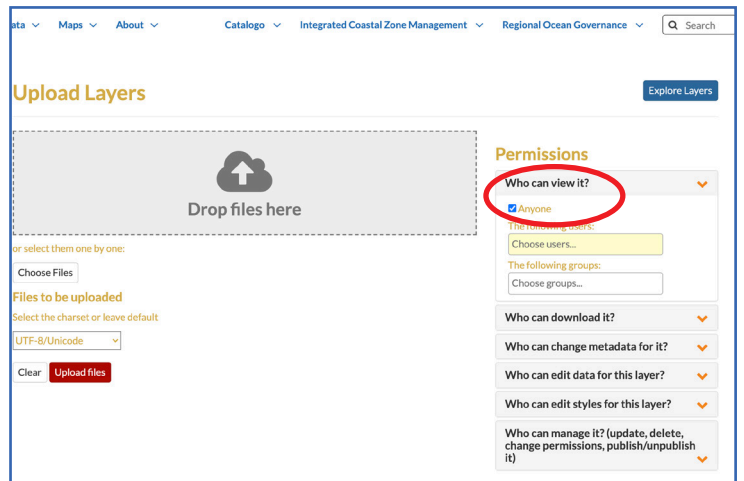 ata Maps About Catalogo Integrated Coastal Zone Management Regional Ocean Governance Search
Upload Layers
Explore Layers
Drop files here
or select them one by one:
Choose Files
Files to be uploaded
Select the charset or leave default
UTF-8/Unicode
Clear Upload files
Permissions
Who can view it?
Anyone
The following users:
Choose users...
The following groups:
Choose groups...
Who can download it?
Who can change metadata for it?
Who can edit data for this layer?
Who can edit styles for this layer?
Who can manage it? (update, delete,
change permissions, publish/unpublish
it)